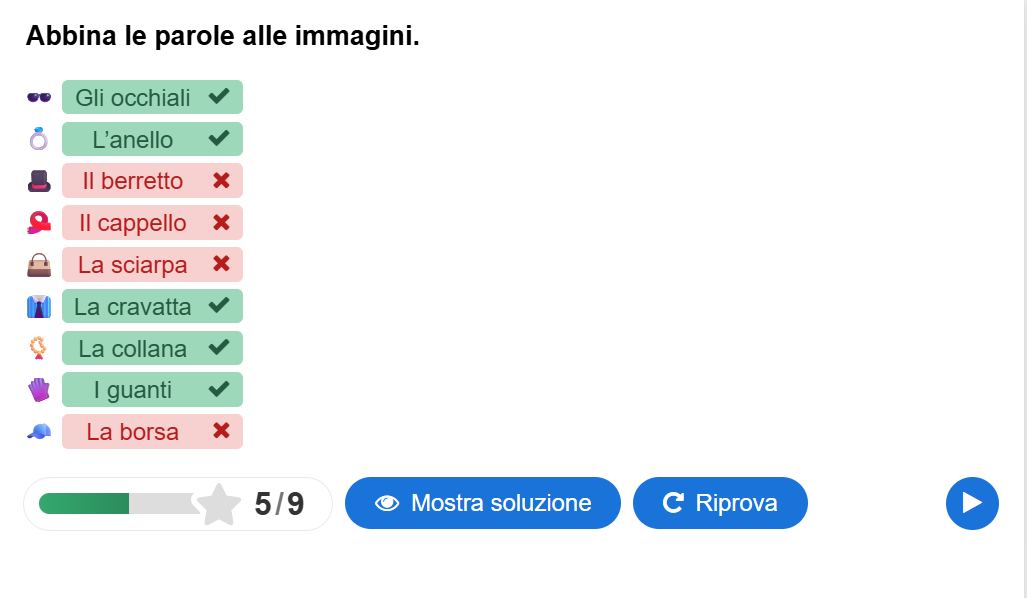 Abbina le parole alle immagini.
Gli occhiali
L’anello
Il berretto
Il cappello
La sciarpa
La cravatta
La collana
I guanti
La borsa
5/9 Mostra soluzione Riprova